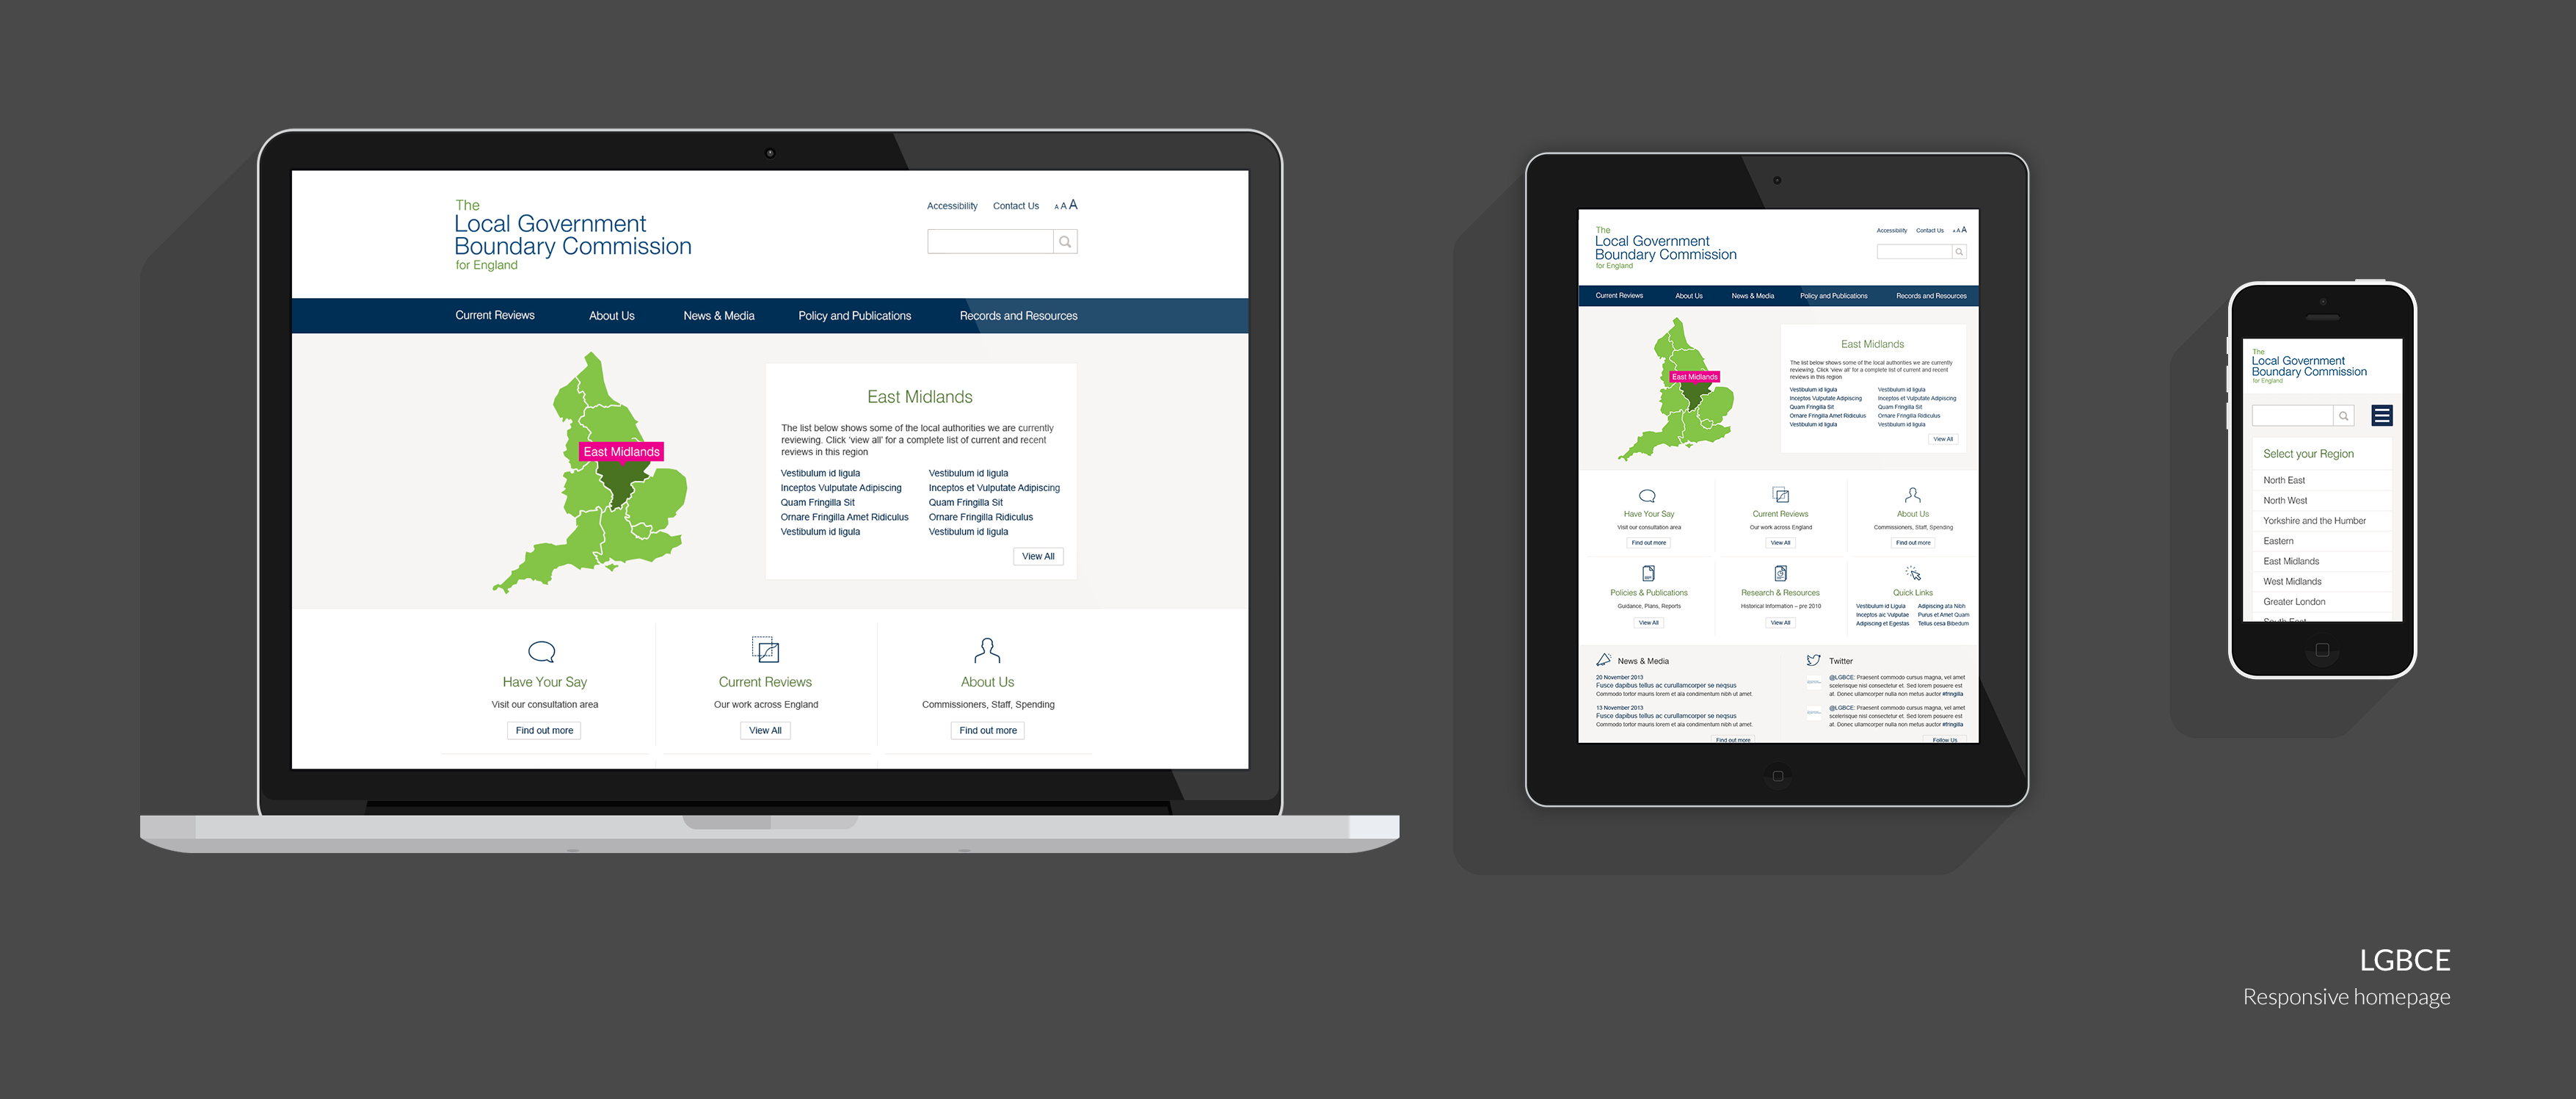 The
Local Government
Boundary Commission
for England
Accessibility Contact Us A A A
Current Reviews About Us News & Media Policy and Publications Records and Resources
East Midlands
East Midlands
The list below shows some of the local authorities we are currently
reviewing. Click 'view all' for a complete list of current and recent
reviews in this region
Vestibulum id ligula Vestibulum id ligula
Inceptos Vulputate Adipiscing Inceptos et Vulputate Adipiscing
Quam Fringilla Sit Quam Fringilla Sit
Ornare Fringilla Amet Ridiculus Ornare Fringilla Ridiculus
Vestibulum id ligula Vestibulum id ligula
View All
Have Your Say Current Reviews About Us
Visit our consultation area Our work across England Commissioners, Staff, Spending
Find out more View All Find out more
The
Local Government
Boundary Commission
for England
Accessibility Contact Us A A A
Current Reviews About Us News & Media Policy and Publications Records and Resources
East Midlands
East Midlands
The list below shows some of the local authorities we are currently
reviewing. Click 'view all' for a complete list of current and recent
reviews in this region
Vestibulum id ligula Vestibulum id ligula
Inceptos Vulputate Adipiscing Inceptos et Vulputate Adipiscing
Quam Fringilla Sit Quam Fringilla Sit
Ornare Fringilla Amet Ridiculus Ornare Fringilla Ridiculus
Vestibulum id ligula Vestibulum id ligula
View All
Have Your Say Current Reviews About Us
Visit our consultation area Our work across England Commissioners, Staff, Spending
Find out more View All Find out more
Policies & Publications Research & Resources Quick Links
Guidance, Plans, Reports Historical Information – pre 2010
Vestibulum id Ligula Adipiscing ata Nibh
Inceptos aic Vulputae Purus et Amet Quam
Adipiscing et Egestas Tellus cesa Bibedum
View All View All
News & Media Twitter
20 November 2013
Fusce dapibus tellus ac curullamcorper se neqsus
Commodo tortor mauris lorem et ala condimentum nibh ut amet.
13 November 2013
Fusce dapibus tellus ac curullamcorper se neqsus
Commodo tortor mauris lorem et ala condimentum nibh ut amet.
Find out more
@LGBCE: Praesent commodo cursus magna, vel amet
scelerisque nisl consectetur et. Sed lorem posuere est
at. Donec ullamcorper nulla non metus auctor #fringilla
@LGBCE: Praesent commodo cursus magna, vel amet
scelerisque nisl consectetur et. Sed lorem posuere est
at. Donec ullamcorper nulla non metus auctor #fringilla
Follow Us
The
Local Government
Boundary Commission
for England
Select your Region
North East
North West
Yorkshire and the Humber
Eastern
East Midlands
West Midlands
Greater London
South East
LGBCE
Responsive homepage